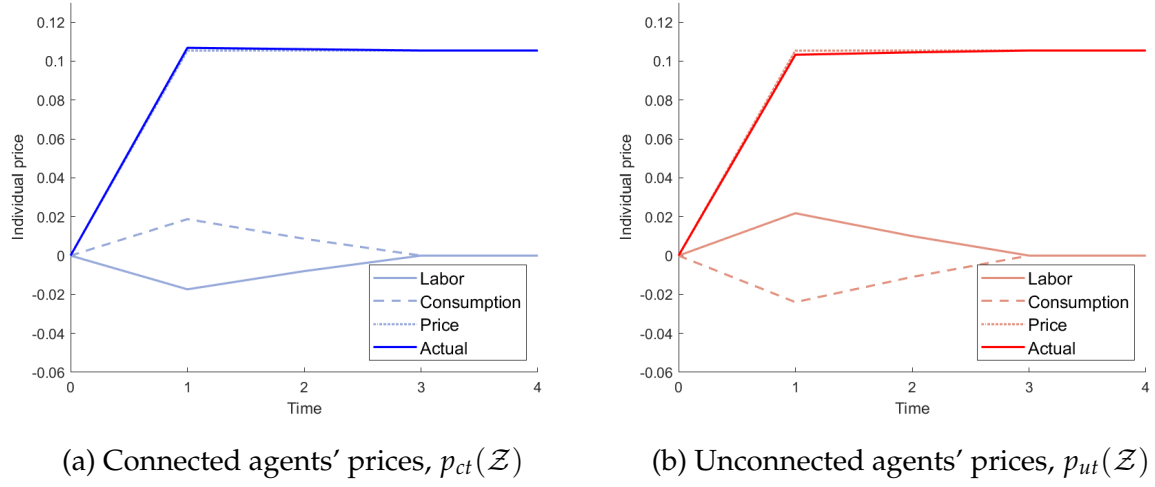 0.12
0.1
0.08
0.06
0.04
0.02
0
-0.02
-0.04
-0.06
Individual price
0 1 2 3 4
Time
Labor
Consumption
Price
Actual
(a) Connected agents' prices, p_{ct}(𝒵)
0.12
0.1
0.08
0.06
0.04
0.02
0
-0.02
-0.04
-0.06
Individual price
0 1 2 3 4
Time
Labor
Consumption
Price
Actual
(b) Unconnected agents' prices, p_{ut}(𝒵)